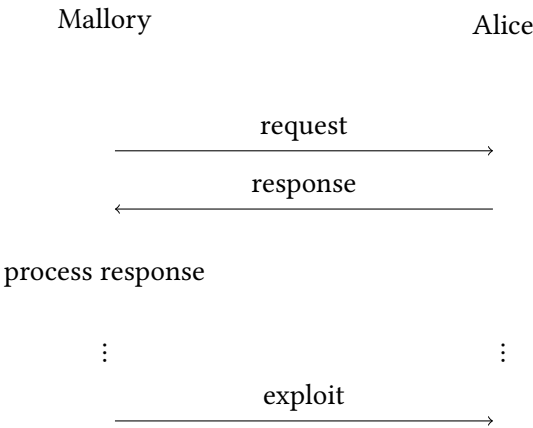 Mallory
Alice
request
response
process response
⋮ ⋮
exploit